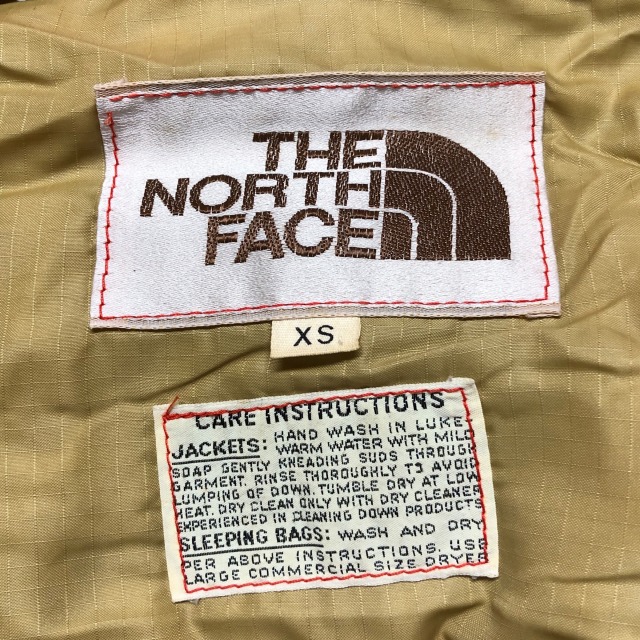 THE
NORTH
FACE
XS
CARE INSTRUCTIONS
JACKETS: HAND WASH IN LUKE-
WARM WATER WITH MILD
SOAP GENTLY KNEADING SUDS THROUGH
GARMENT. RINSE THOROUGHLY TO AVOID
LUMPING OF DOWN. TUMBLE DRY AT LOW
HEAT. DRY CLEAN ONLY WITH DRY CLEANER
EXPERIENCED IN CLEANING DOWN PRODUCTS
SLEEPING BAGS: WASH AND DRY
PER ABOVE INSTRUCTIONS. USE
LARGE COMMERCIAL SIZE DRYER